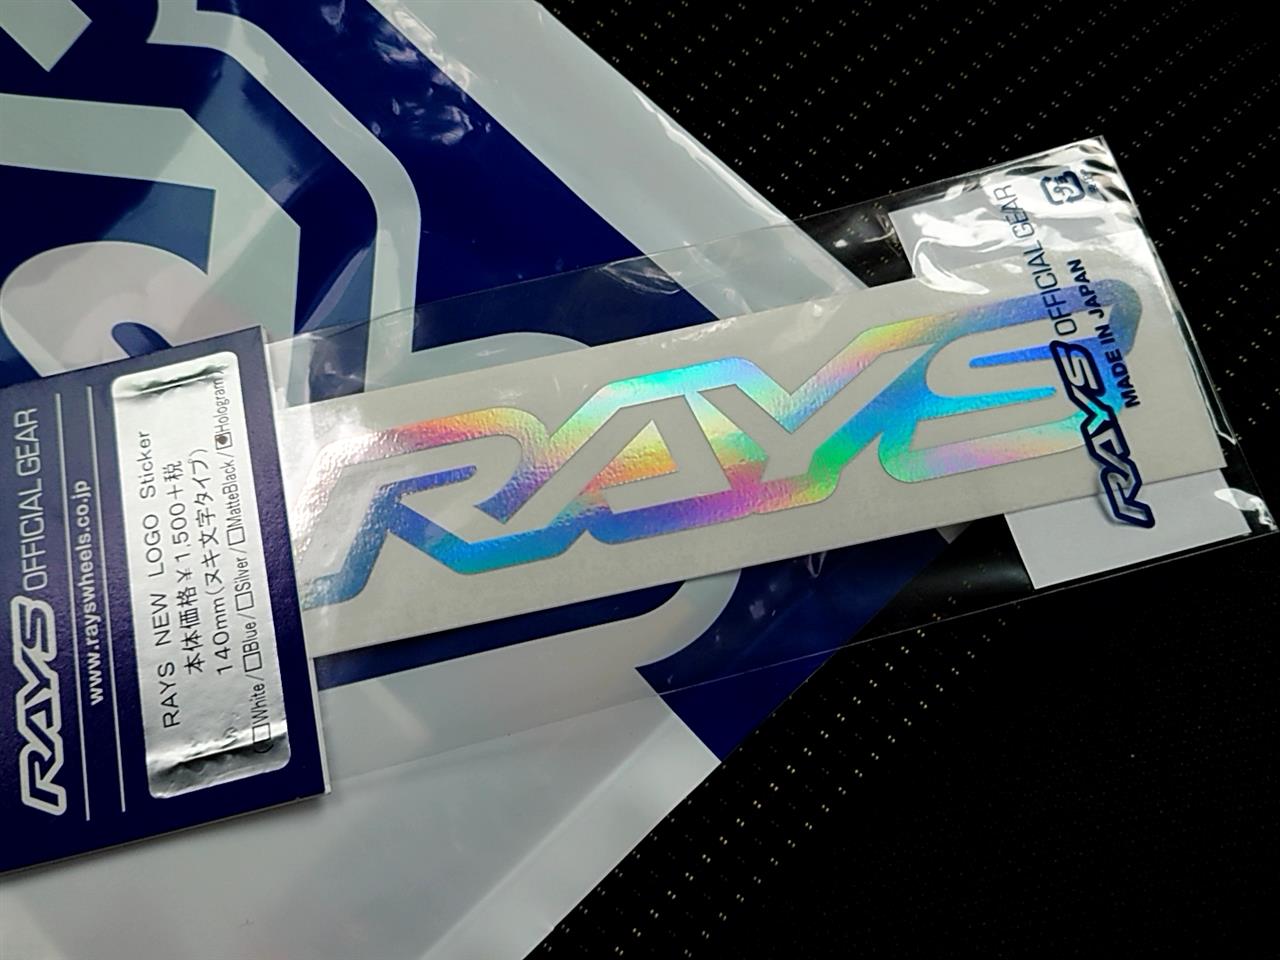 RAYS OFFICIAL GEAR
www.rayswheels.co.jp
RAYS NEW LOGO Sticker
本体価格¥1,500+税
140mm(ヌキ文字タイプ)
□White/□Blue/□Silver/□MatteBlack/☑Hologram
RAYS
RAYS OFFICIAL GEAR
MADE IN JAPAN